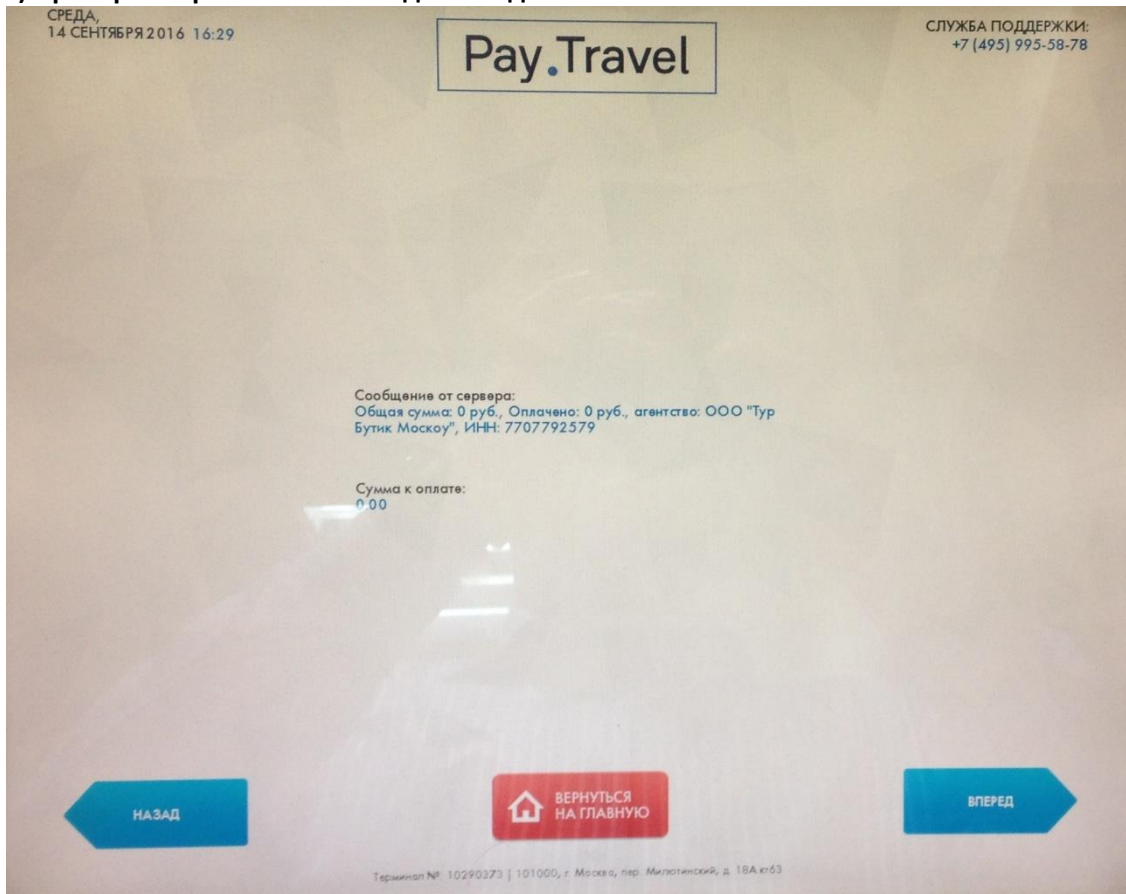 СРЕДА,
14 СЕНТЯБРЯ 2016 16:29
Pay.Travel
СЛУЖБА ПОДДЕРЖКИ:
+7 (495) 995-58-78
Сообщение от сервера:
Общая сумма: 0 руб., Оплачено: 0 руб., агентство: ООО "Тур
Бутик Москоу", ИНН: 7707792579
Сумма к оплате:
0.00
НАЗАД
ВЕРНУТЬСЯ
НА ГЛАВНУЮ
ВПЕРЕД
Терминал № 10290373 | 101000, г. Москва, пер. Милютинский, д. 18А